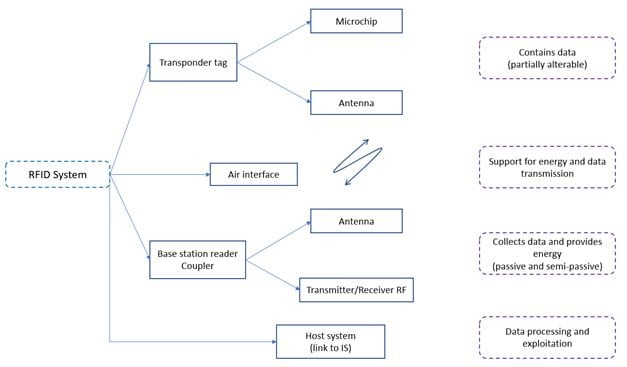 Microchip
Transponder tag
Contains data
(partially alterable)
Antenna
RFID System
Air interface
Support for energy and data
transmission
Antenna
Base station reader
Coupler
Collects data and provides
energy
(passive and semi-passive)
Transmitter/Receiver RF
Host system
(link to IS)
Data processing and
exploitation